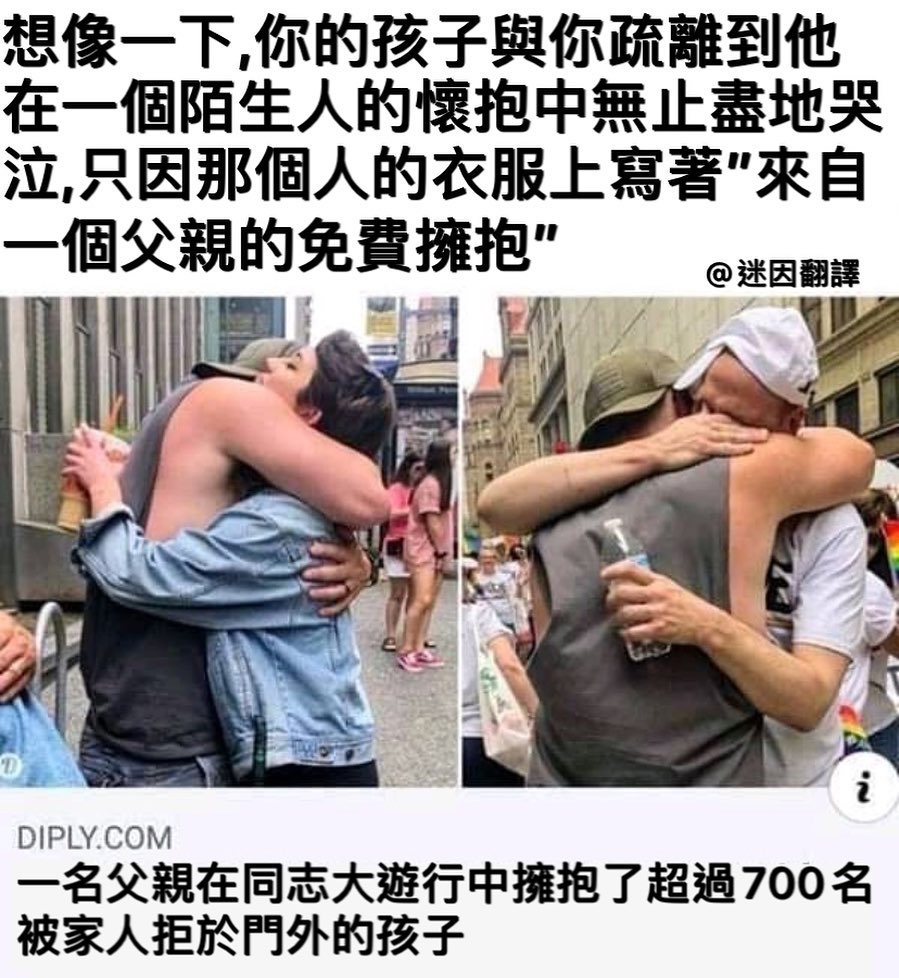 想像一下,你的孩子與你疏離到他
在一個陌生人的懷抱中無止盡地哭
泣,只因那個人的衣服上寫著"來自
一個父親的免費擁抱"
@迷因翻譯
i
DIPLY.COM
一名父親在同志大遊行中擁抱了超過700名
被家人拒於門外的孩子